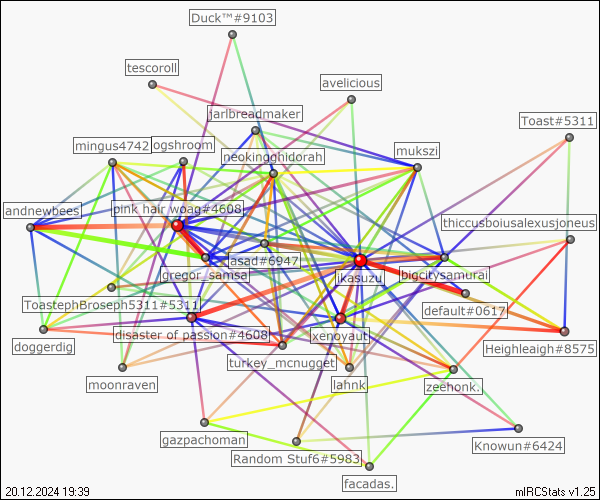 Duck™#9103
tescoroll
avelicious
jarlbreadmaker
Toast#5311
mingus4742
ogshroom
neokingghidorah
mukszi
andnewbees
pink hair woag#4608
thiccusboiusalexusjoneus
asad#6947
gregor_samsa
ikasuzu
bigcitysamurai
ToastephBroseph5311#5311
default#0617
disaster of passion#4608
xenoyaut
doggerdig
turkey_mcnugget
Heighleaigh#8575
moonraven
lahnk
zeehonk.
gazpachoman
Random Stuf6#5983
Knowun#6424
facadas.
20.12.2024 19:39
mIRCStats v1.25